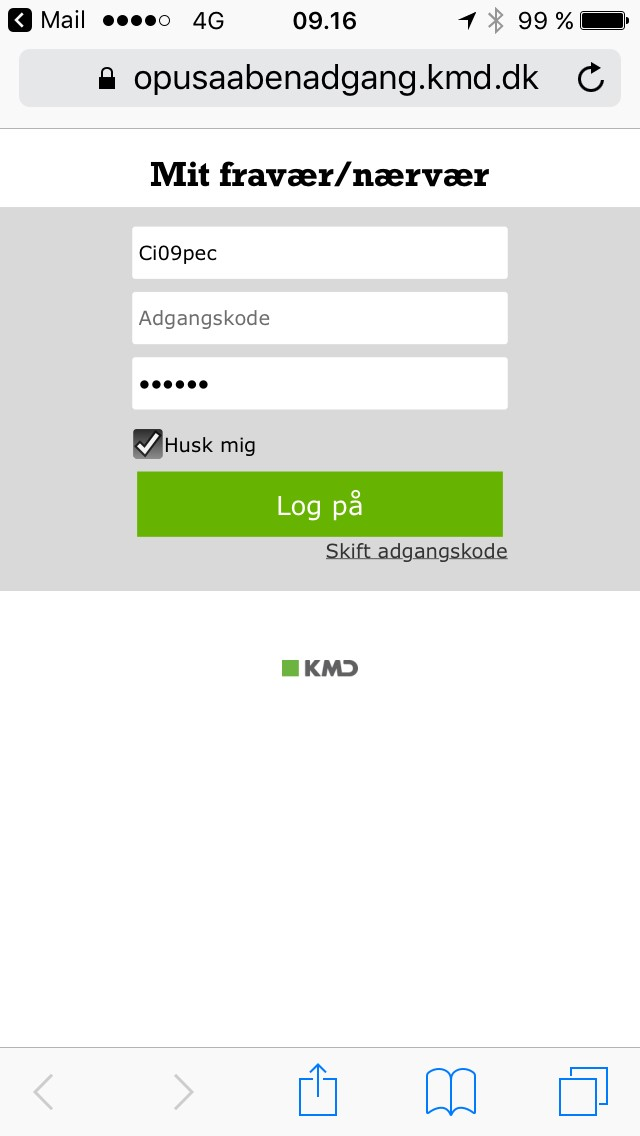 Mail 4G 09.16 99 %
opusaabenadgang.kmd.dk
Mit fravær/nærvær
Ci09pec
Adgangskode
••••••
Husk mig
Log på
Skift adgangskode
KMD